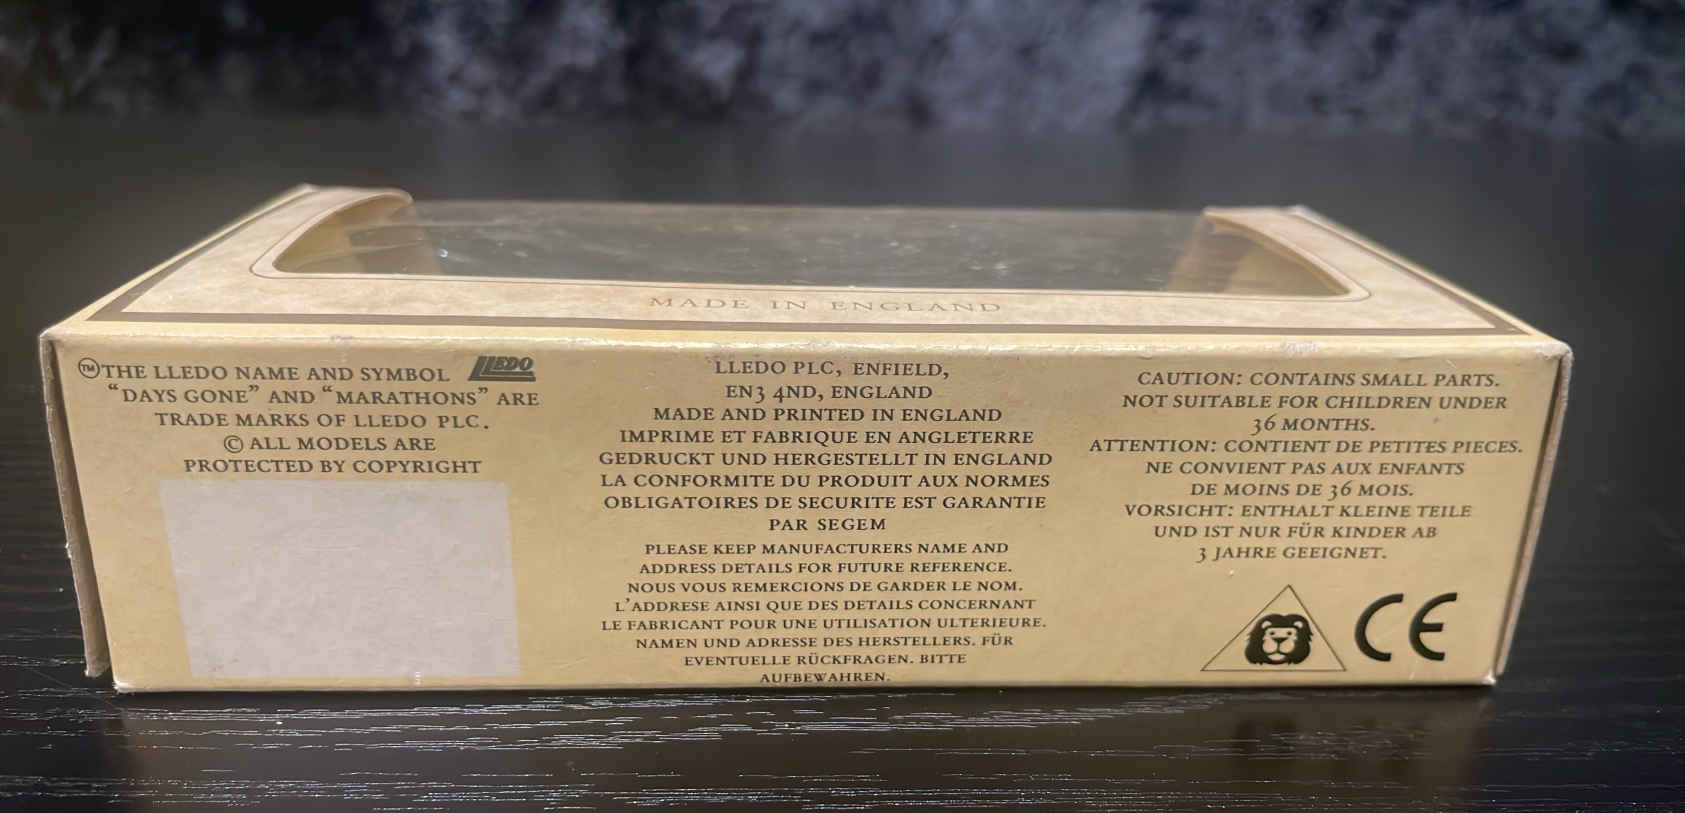 MADE IN ENGLAND
™THE LLEDO NAME AND SYMBOL LLEDO
“DAYS GONE” AND “MARATHONS” ARE
TRADE MARKS OF LLEDO PLC.
© ALL MODELS ARE
PROTECTED BY COPYRIGHT
LLEDO PLC, ENFIELD,
EN3 4ND, ENGLAND
MADE AND PRINTED IN ENGLAND
IMPRIME ET FABRIQUE EN ANGLETERRE
GEDRUCKT UND HERGESTELLT IN ENGLAND
LA CONFORMITE DU PRODUIT AUX NORMES
OBLIGATOIRES DE SECURITE EST GARANTIE
PAR SEGEM
PLEASE KEEP MANUFACTURERS NAME AND
ADDRESS DETAILS FOR FUTURE REFERENCE.
NOUS VOUS REMERCIONS DE GARDER LE NOM.
L'ADDRESE AINSI QUE DES DETAILS CONCERNANT
LE FABRICANT POUR UNE UTILISATION ULTERIEURE.
NAMEN UND ADRESSE DES HERSTELLERS. FÜR
EVENTUELLE RÜCKFRAGEN. BITTE
AUFBEWAHREN.
CAUTION: CONTAINS SMALL PARTS.
NOT SUITABLE FOR CHILDREN UNDER
36 MONTHS.
ATTENTION: CONTIENT DE PETITES PIECES.
NE CONVIENT PAS AUX ENFANTS
DE MOINS DE 36 MOIS.
VORSICHT: ENTHALT KLEINE TEILE
UND IST NUR FÜR KINDER AB
3 JAHRE GEEIGNET.
CE